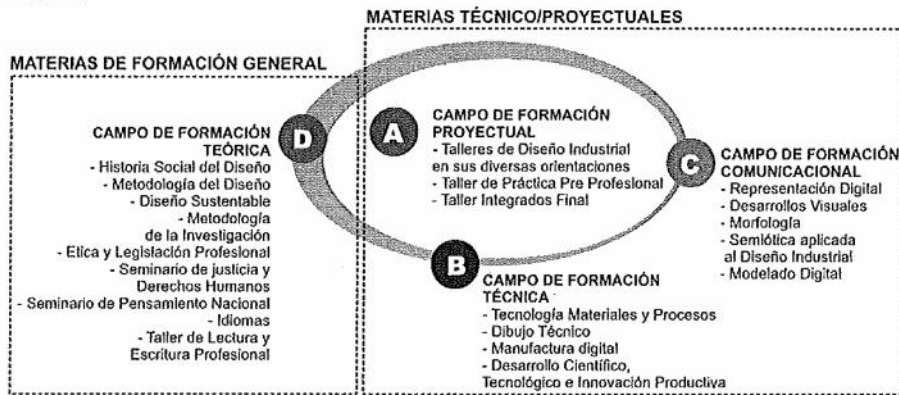 MATERIAS TÉCNICO/PROYECTUALES
MATERIAS DE FORMACIÓN GENERAL
D
CAMPO DE FORMACIÓN
TEÓRICA
- Historia Social del Diseño
- Metodología del Diseño
- Diseño Sustentable
- Metodología
de la Investigación
- Etica y Legislación Profesional
- Seminario de justicia y
Derechos Humanos
- Seminario de Pensamiento Nacional
- Idiomas
- Taller de Lectura y
Escritura Profesional
A
CAMPO DE FORMACIÓN
PROYECTUAL
- Talleres de Diseño Industrial
en sus diversas orientaciones
- Taller de Práctica Pre Profesional
- Taller Integrados Final
C
CAMPO DE FORMACIÓN
COMUNICACIONAL
- Representación Digital
- Desarrollos Visuales
- Morfología
- Semiótica aplicada
al Diseño Industrial
- Modelado Digital
B
CAMPO DE FORMACIÓN
TÉCNICA
- Tecnología Materiales y Procesos
- Dibujo Técnico
- Manufactura digital
- Desarrollo Científico,
Tecnológico e Innovación Productiva